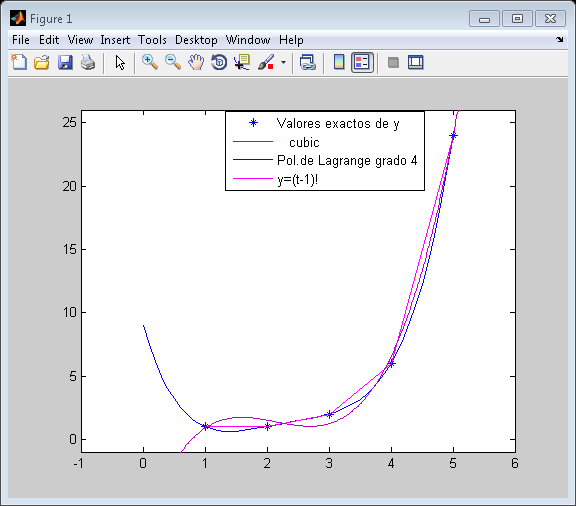 Figure 1
File Edit View Insert Tools Desktop Window Help
Valores exactos de y
cubic
Pol.de Lagrange grado 4
y=(t-1)!
25
20
15
10
5
0
-1 0 1 2 3 4 5 6